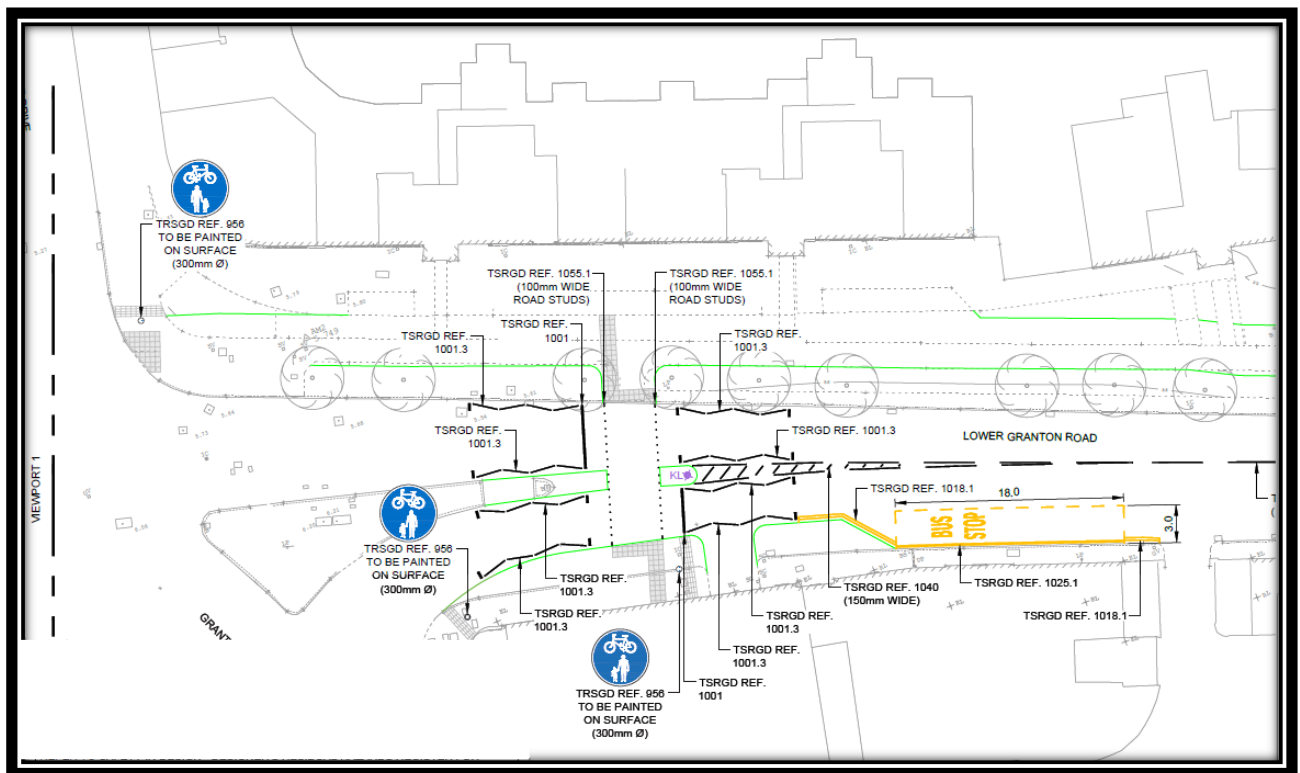 TRSGD REF. 956
TO BE PAINTED
ON SURFACE
(300mm Ø)
TSRGD REF. 1055.1
(100mm WIDE
ROAD STUDS)
TSRGD REF. 1055.1
(100mm WIDE
ROAD STUDS)
TSRGD REF.
1001
TSRGD REF.
1001.3
TSRGD REF.
1001.3
TSRGD REF.
1001.3
TSRGD REF. 1001.3
LOWER GRANTON ROAD
VIEWPORT 1
KL
TSRGD REF. 1018.1
18.0
3.0
BUS
STOP
TRSGD REF. 956
TO BE PAINTED
ON SURFACE
(300mm Ø)
TSRGD REF.
1001.3
TSRGD REF. 1040
(150mm WIDE)
TSRGD REF. 1025.1
TSRGD REF.
1001.3
TSRGD REF.
1001.3
TSRGD REF. 1018.1
TSRGD REF.
1001.3
TSRGD REF.
1001
TRSGD REF. 956
TO BE PAINTED
ON SURFACE
(300mm Ø)